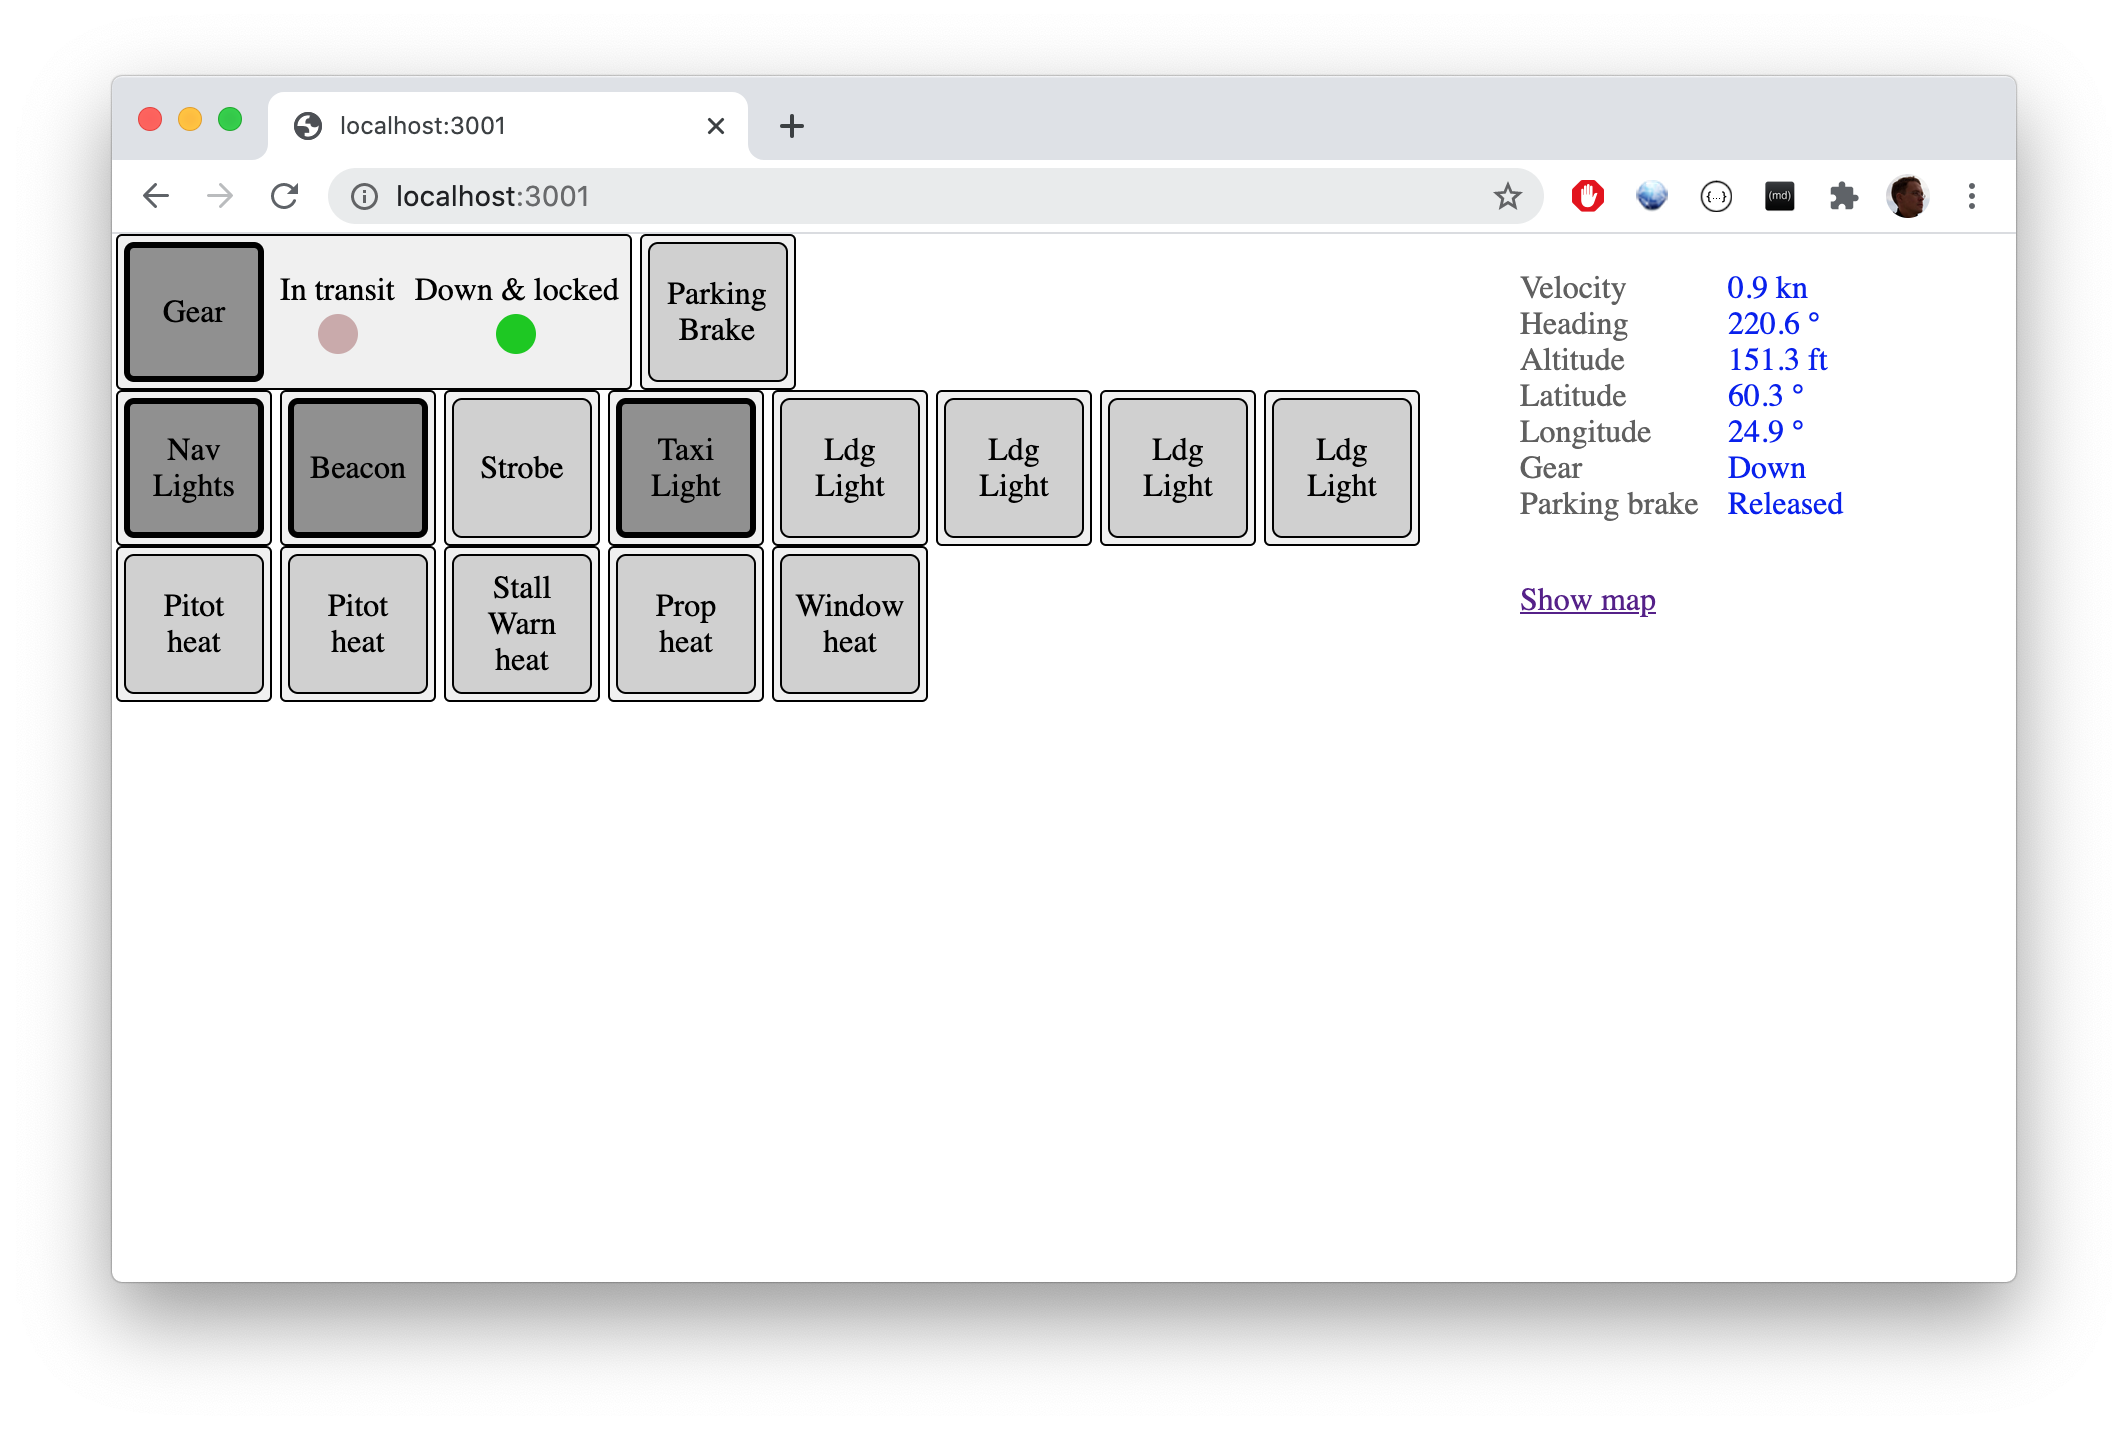 localhost:3001
localhost:3001
{...}
(md)
Gear
In transit
Down & locked
Parking
Brake
Nav
Lights
Beacon
Strobe
Taxi
Light
Ldg
Light
Ldg
Light
Ldg
Light
Ldg
Light
Pitot
heat
Pitot
heat
Stall
Warn
heat
Prop
heat
Window
heat
Velocity 0.9 kn
Heading 220.6 °
Altitude 151.3 ft
Latitude 60.3 °
Longitude 24.9 °
Gear Down
Parking brake Released
Show map